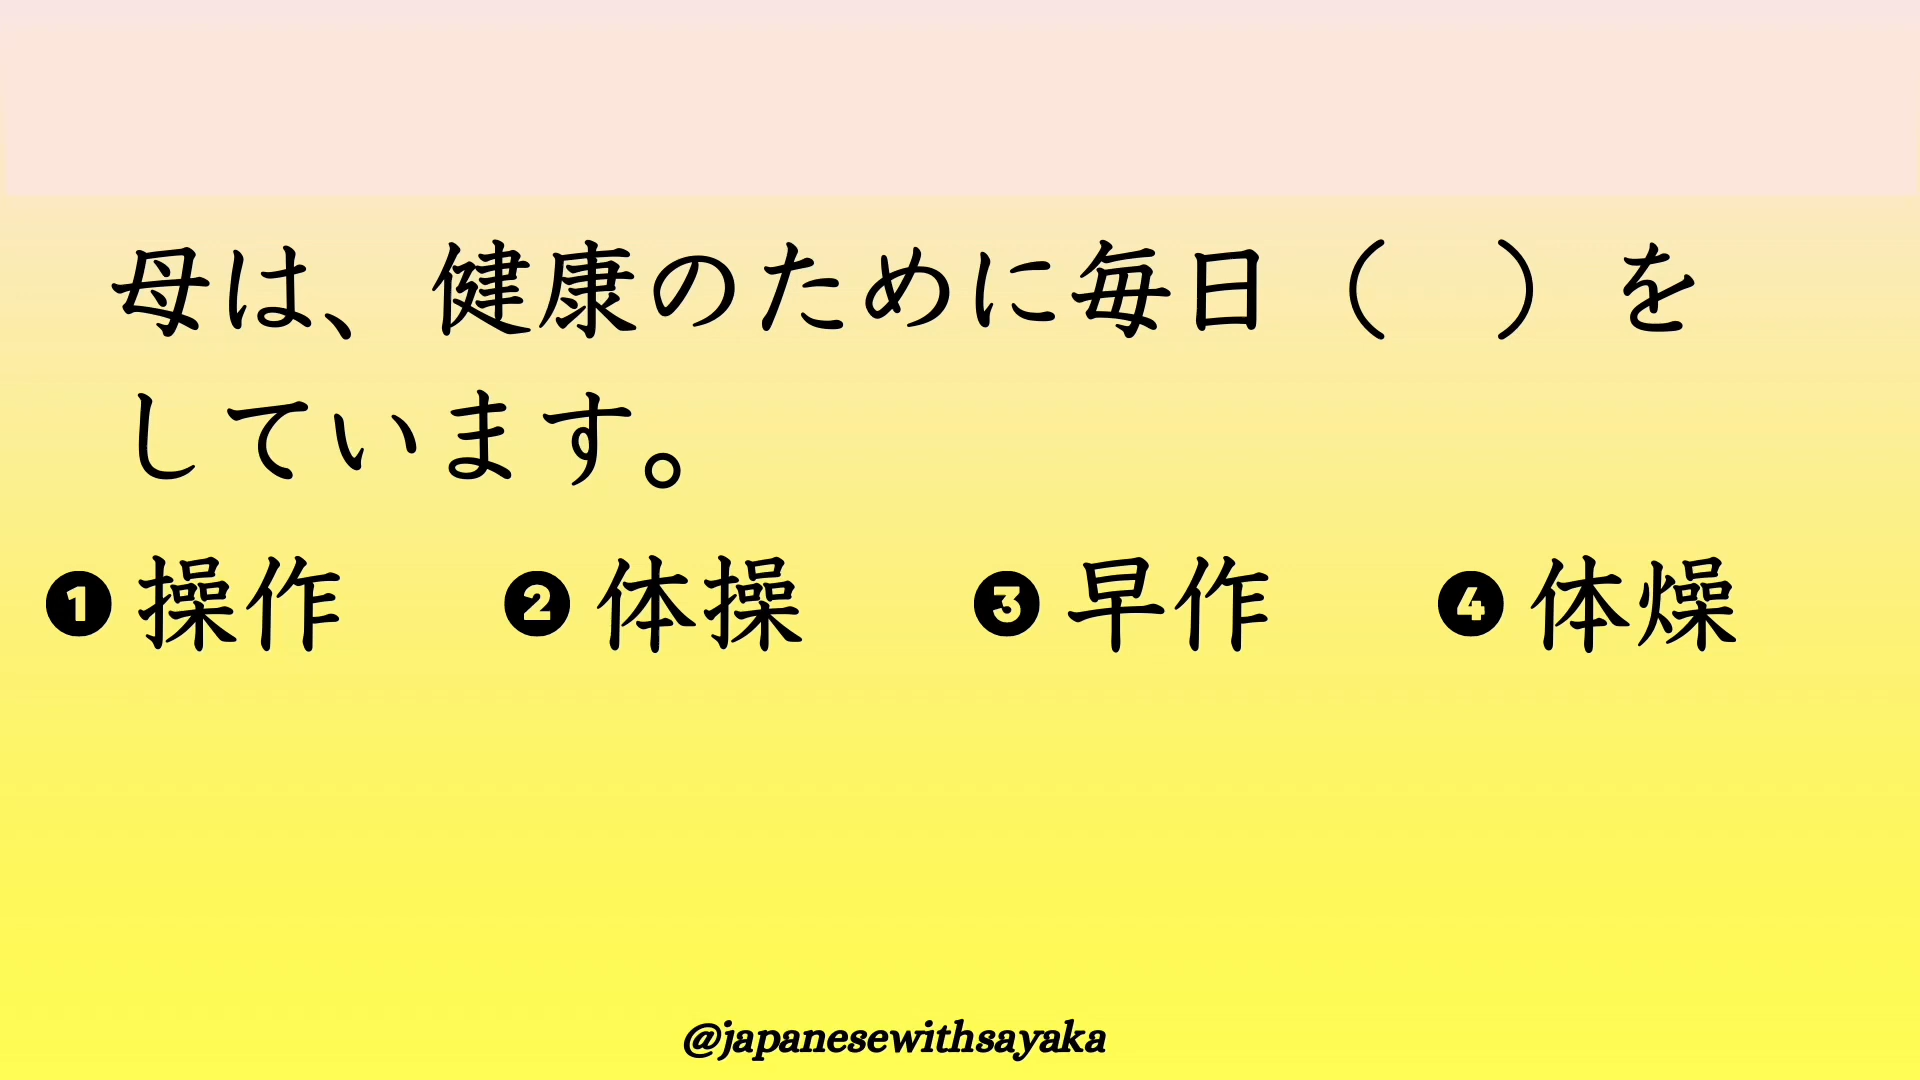 母は、健康のために毎日（　）を
しています。
❶操作　❷体操　❸早作　❹体燥
@japanesewithsayaka